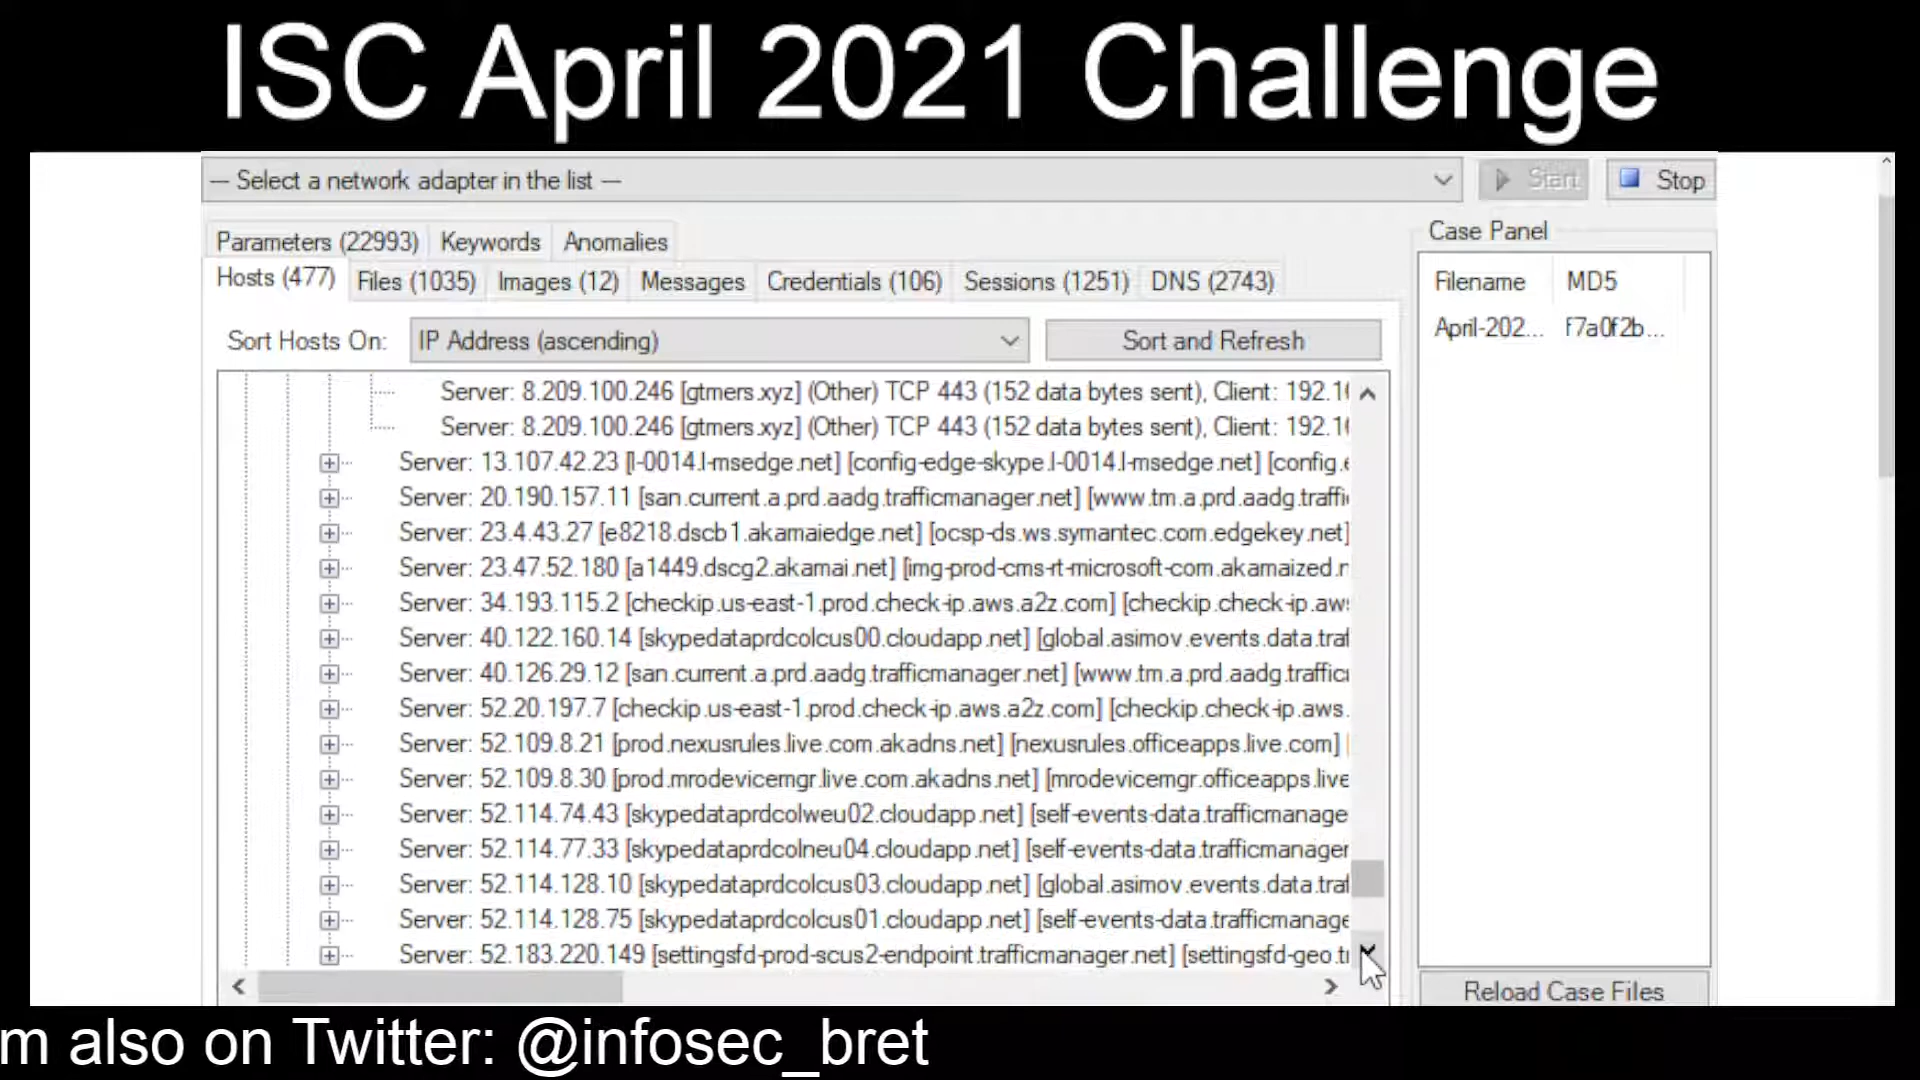 ISC April 2021 Challenge
--- Select a network adapter in the list ---
Start
Stop
Parameters (22993) Keywords Anomalies
Hosts (477) Files (1035) Images (12) Messages Credentials (106) Sessions (1251) DNS (2743)
Sort Hosts On: IP Address (ascending) Sort and Refresh
Server: 8.209.100.246 [gtmers.xyz] (Other) TCP 443 (152 data bytes sent), Client: 192.16
Server: 8.209.100.246 [gtmers.xyz] (Other) TCP 443 (152 data bytes sent), Client: 192.16
Server: 13.107.42.23 [l-0014.l-msedge.net] [config-edge-skype.l-0014.l-msedge.net] [config.e
Server: 20.190.157.11 [san.current.a.prd.aadg.trafficmanager.net] [www.tm.a.prd.aadg.traffi
Server: 23.4.43.27 [e8218.dscb1.akamaiedge.net] [ocsp-ds.ws.symantec.com.edgekey.net]
Server: 23.47.52.180 [a1449.dscg2.akamai.net] [img-prod-cms-rt-microsoft-com.akamaized.n
Server: 34.193.115.2 [checkip.us-east-1.prod.check-ip.aws.a2z.com] [checkip.check-ip.aws
Server: 40.122.160.14 [skypedataprdcolcus00.cloudapp.net] [global.asimov.events.data.traf
Server: 40.126.29.12 [san.current.a.prd.aadg.trafficmanager.net] [www.tm.a.prd.aadg.traffic
Server: 52.20.197.7 [checkip.us-east-1.prod.check-ip.aws.a2z.com] [checkip.check-ip.aws.
Server: 52.109.8.21 [prod.nexusrules.live.com.akadns.net] [nexusrules.officeapps.live.com] [
Server: 52.109.8.30 [prod.mrodevicemgr.live.com.akadns.net] [mrodevicemgr.officeapps.live
Server: 52.114.74.43 [skypedataprdcolweu02.cloudapp.net] [self-events-data.trafficmanage
Server: 52.114.77.33 [skypedataprdcolneu04.cloudapp.net] [self-events-data.trafficmanager
Server: 52.114.128.10 [skypedataprdcolcus03.cloudapp.net] [global.asimov.events.data.traf
Server: 52.114.128.75 [skypedataprdcolcus01.cloudapp.net] [self-events-data.trafficmanage
Server: 52.183.220.149 [settingsfd-prod-scus2-endpoint.trafficmanager.net] [settingsfd-geo.tr
Case Panel
Filename MD5
April-202... f7a0f2b...
Reload Case Files
m also on Twitter: @infosec_bret